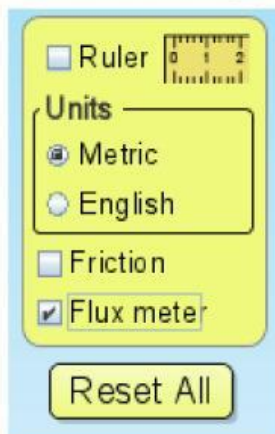 Ruler 0 1 2
Units
Metric
English
Friction
Flux meter
Reset All